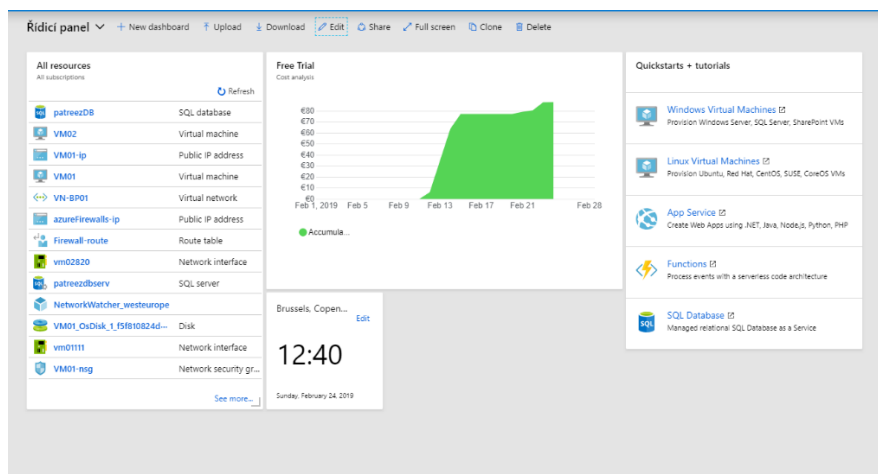 Řídicí panel
+ New dashboard
Upload
Download
Edit
Share
Full screen
Clone
Delete
All resources
All subscriptions
Refresh
patreezDB SQL database
VM02 Virtual machine
VM01-ip Public IP address
VM01 Virtual machine
VN-BP01 Virtual network
azureFirewalls-ip Public IP address
Firewall-route Route table
vm02820 Network interface
patreezdbserv SQL server
NetworkWatcher_westeurope
VM01_OsDisk_1_f5f810824d--- Disk
vm01111 Network interface
VM01-nsg Network security gr...
See more...
Free Trial
Cost analysis
€80
€70
€60
€50
€40
€30
€20
€10
€0
Feb 1, 2019 Feb 5 Feb 9 Feb 13 Feb 17 Feb 21 Feb 28
Accumula...
Brussels, Copen...
Edit
12:40
Sunday, February 24, 2019
Quickstarts + tutorials
Windows Virtual Machines
Provision Windows Server, SQL Server, SharePoint VMs
Linux Virtual Machines
Provision Ubuntu, Red Hat, CentOS, SUSE, CoreOS VMs
App Service
Create Web Apps using .NET, Java, Node.js, Python, PHP
Functions
Process events with a serverless code architecture
SQL
SQL Database
Managed relational SQL Database as a Service